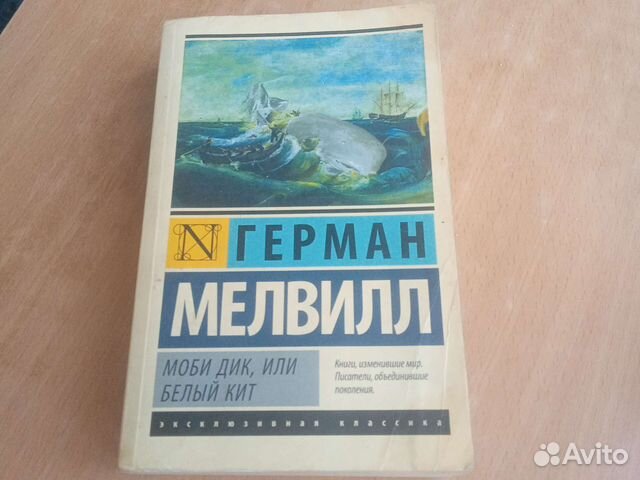 N ГЕРМАН
МЕЛВИЛЛ
МОБИ ДИК, ИЛИ
БЕЛЫЙ КИТ
Книги, изменившие мир.
Писатели, объединившие
поколения.
эксклюзивная классика
Avito